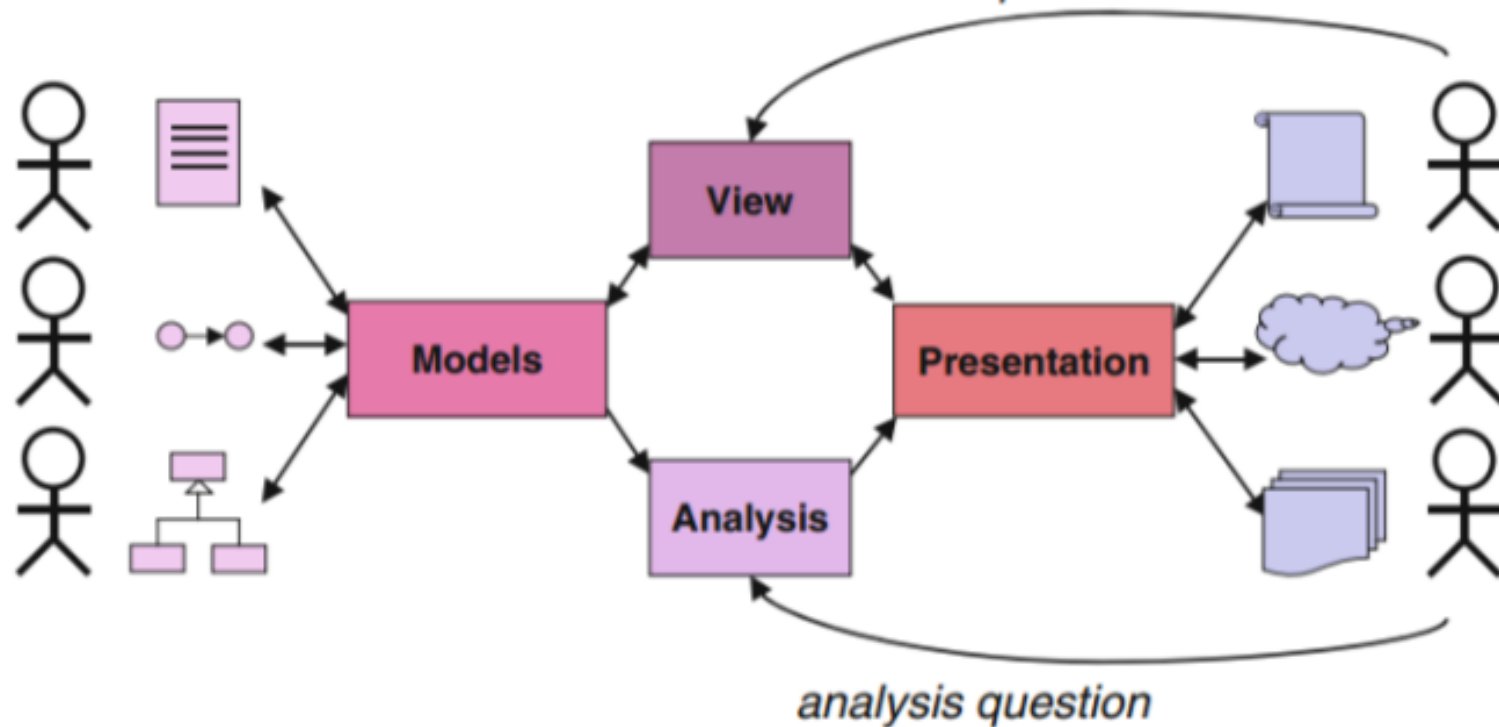 View
Models
Presentation
Analysis
analysis question